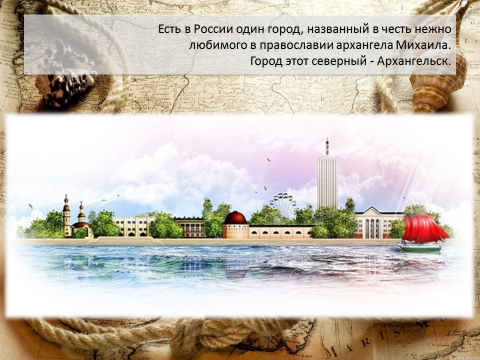 Есть в России один город, названный в честь нежно
любимого в православии архангела Михаила.
Город этот северный - Архангельск.